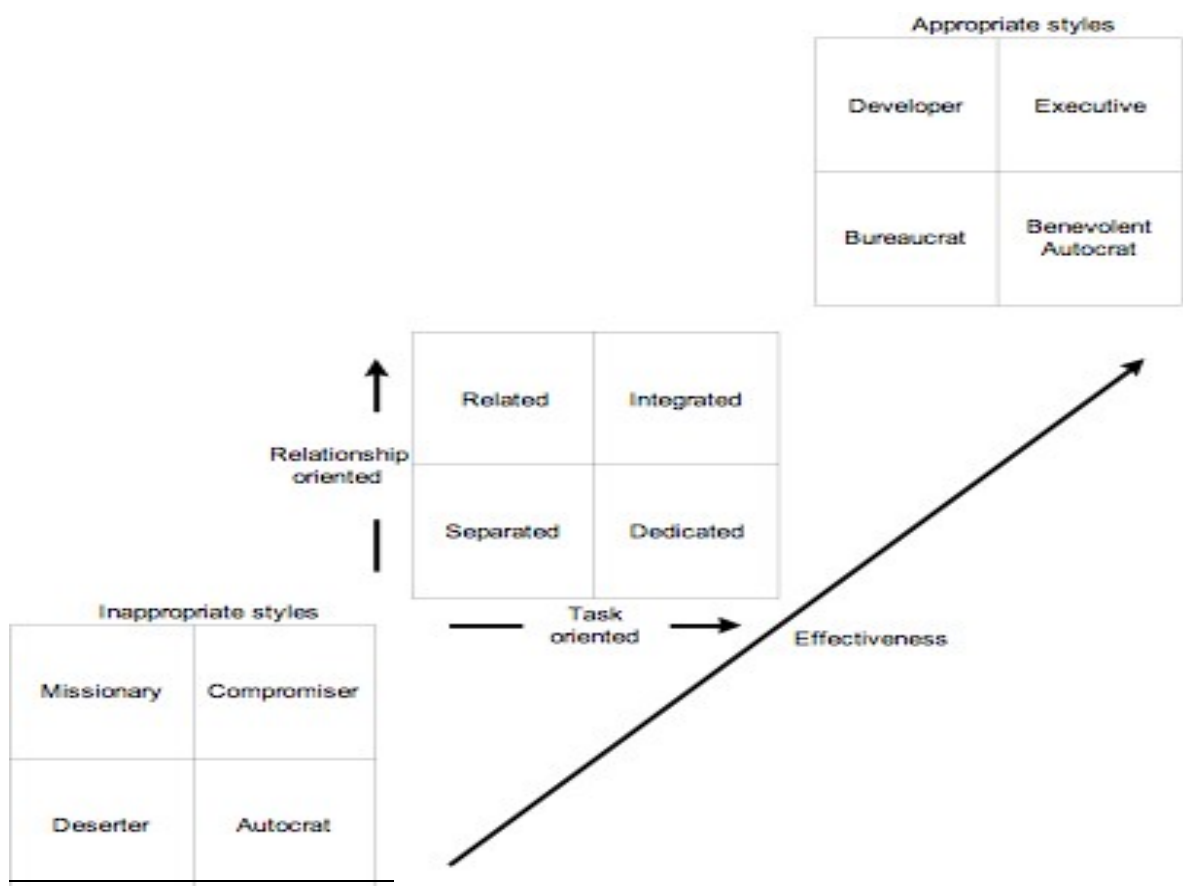 Appropriate styles
Developer
Executive
Bureaucrat
Benevolent
Autocrat
Related
Integrated
Relationship
oriented
Separated
Dedicated
Inappropriate styles
Task
oriented
Effectiveness
Missionary
Compromiser
Deserter
Autocrat